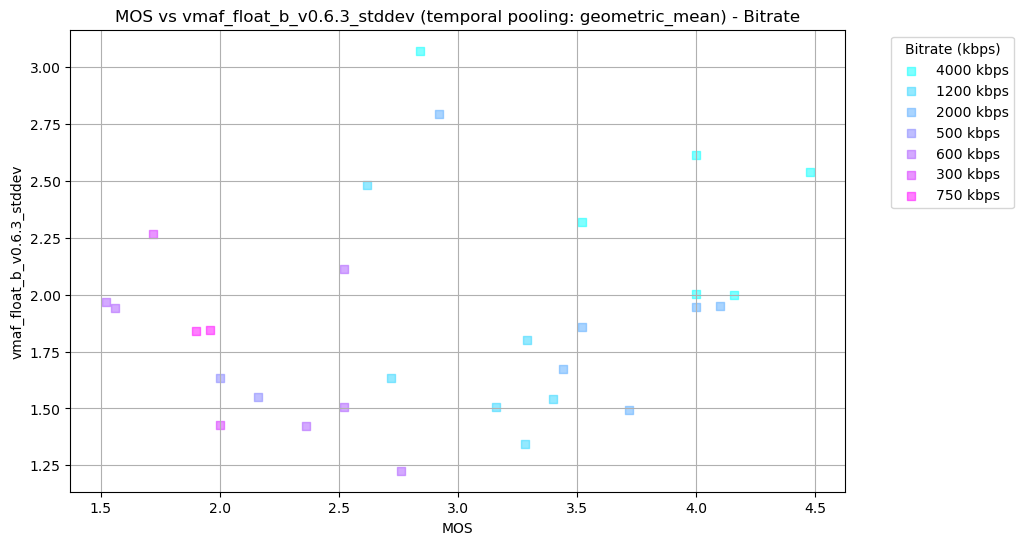 MOS vs vmaf_float_b_v0.6.3_stddev (temporal pooling: geometric_mean) - Bitrate
3.00
2.75
2.50
2.25
2.00
1.75
1.50
1.25
vmaf_float_b_v0.6.3_stddev
1.5 2.0 2.5 3.0 3.5 4.0 4.5
MOS
Bitrate (kbps)
4000 kbps
1200 kbps
2000 kbps
500 kbps
600 kbps
300 kbps
750 kbps